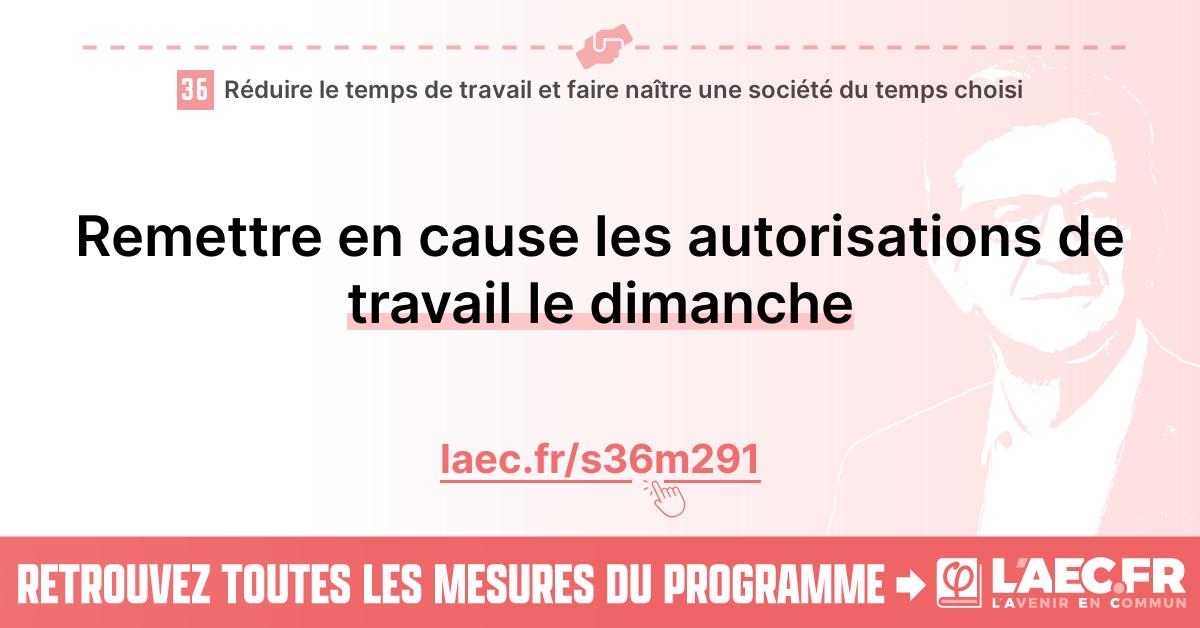 36 Réduire le temps de travail et faire naître une société du temps choisi
Remettre en cause les autorisations de
travail le dimanche
laec.fr/s36m291
RETROUVEZ TOUTES LES MESURES DU PROGRAMME
L'AEC.FR
L'AVENIR EN COMMUN